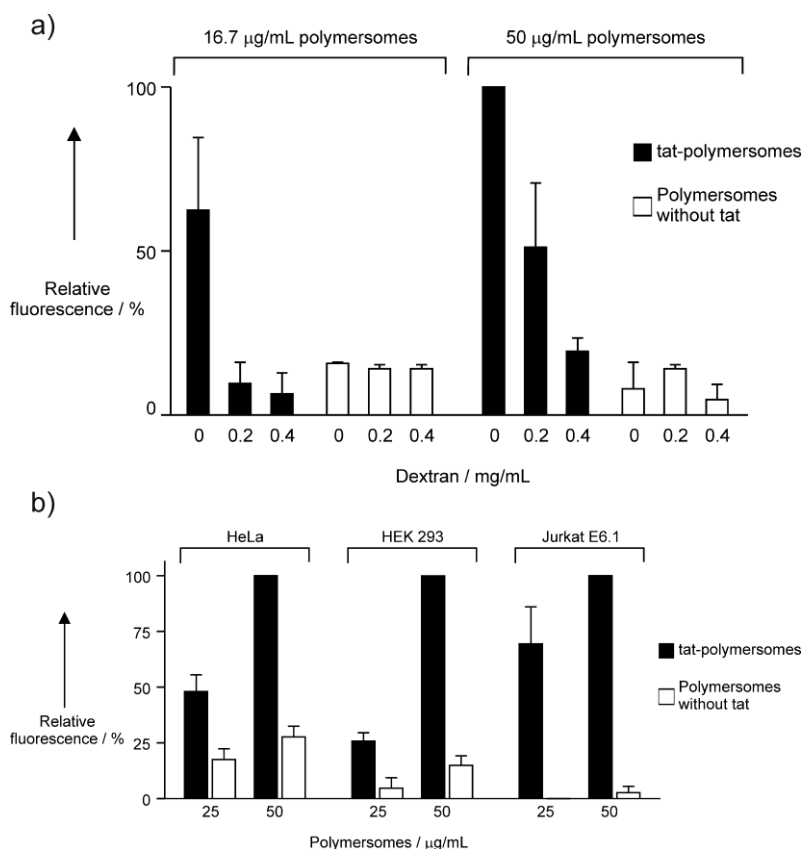 a)
16.7 μg/mL polymersomes
50 μg/mL polymersomes
100
50
0
Relative
fluorescence / %
tat-polymersomes
Polymersomes
without tat
0 0.2 0.4 0 0.2 0.4 0 0.2 0.4 0 0.2 0.4
Dextran / mg/mL
b)
HeLa
HEK 293
Jurkat E6.1
100
75
50
25
0
Relative
fluorescence / %
tat-polymersomes
Polymersomes
without tat
25 50 25 50 25 50
Polymersomes / μg/mL